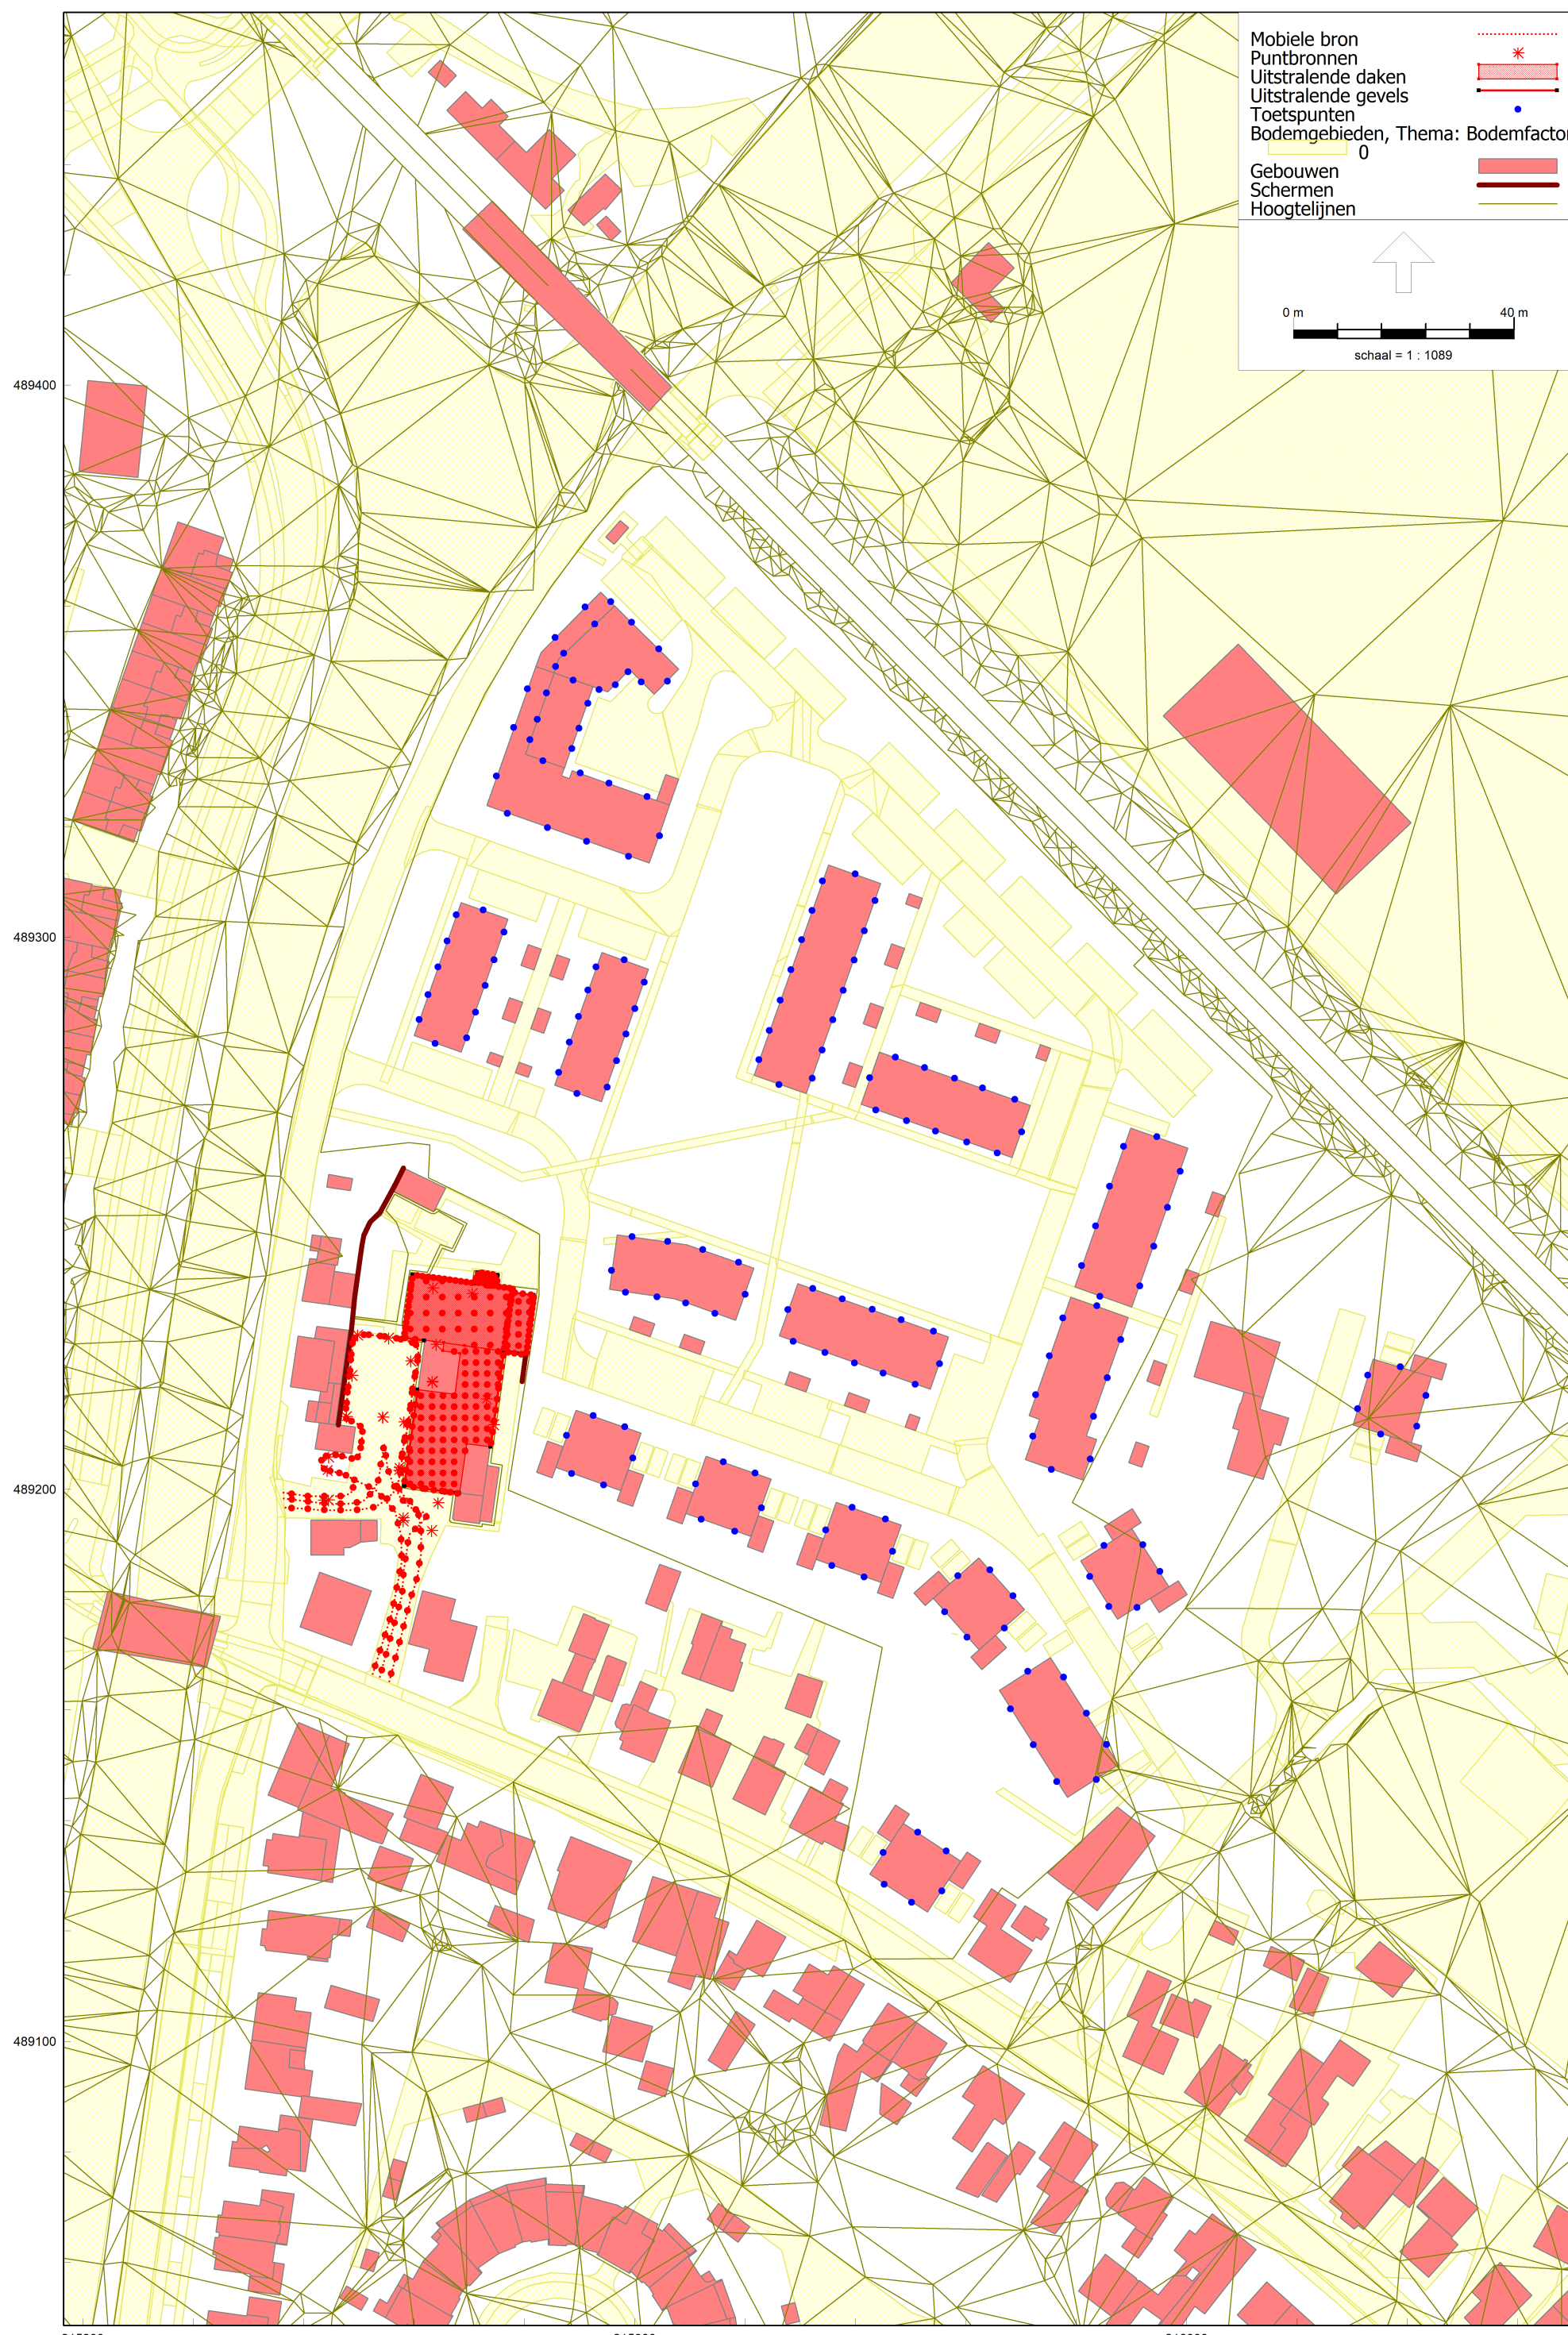 Mobiele bron
Puntbronnen
Uitstralende daken
Uitstralende gevels
Toetspunten
Bodemgebieden, Thema: Bodemfactor
0
Gebouwen
Schermen
Hoogtelijnen
0 m 40 m
schaal = 1 : 1089
489400
489300
489200
489100